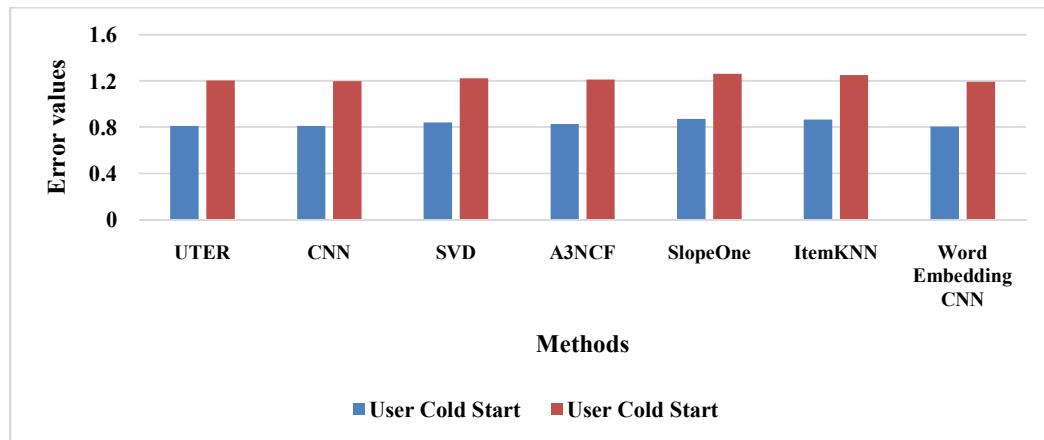 1.6
1.2
0.8
0.4
0
Error values
UTER
CNN
SVD
A3NCF
SlopeOne
ItemKNN
Word
Embedding
CNN
Methods
User Cold Start
User Cold Start